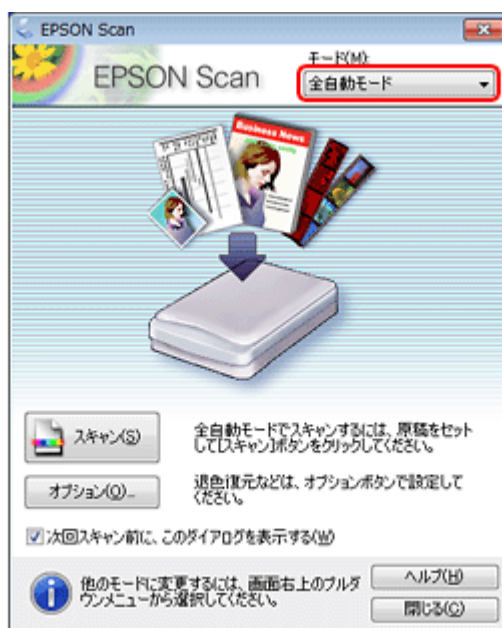 EPSON Scan
EPSON Scan
モード(M):
全自動モード
Business News
スキャン(S)
全自動モードでスキャンするには、原稿をセット
して[スキャン]ボタンをクリックしてください。
オプション(O)...
退色復元などは、オプションボタンで設定して
ください。
次回スキャン前に、このダイアログを表示する(W)
他のモードに変更するには、画面右上のプルダ
ウンメニューから選択してください。
ヘルプ(H)
閉じる(C)